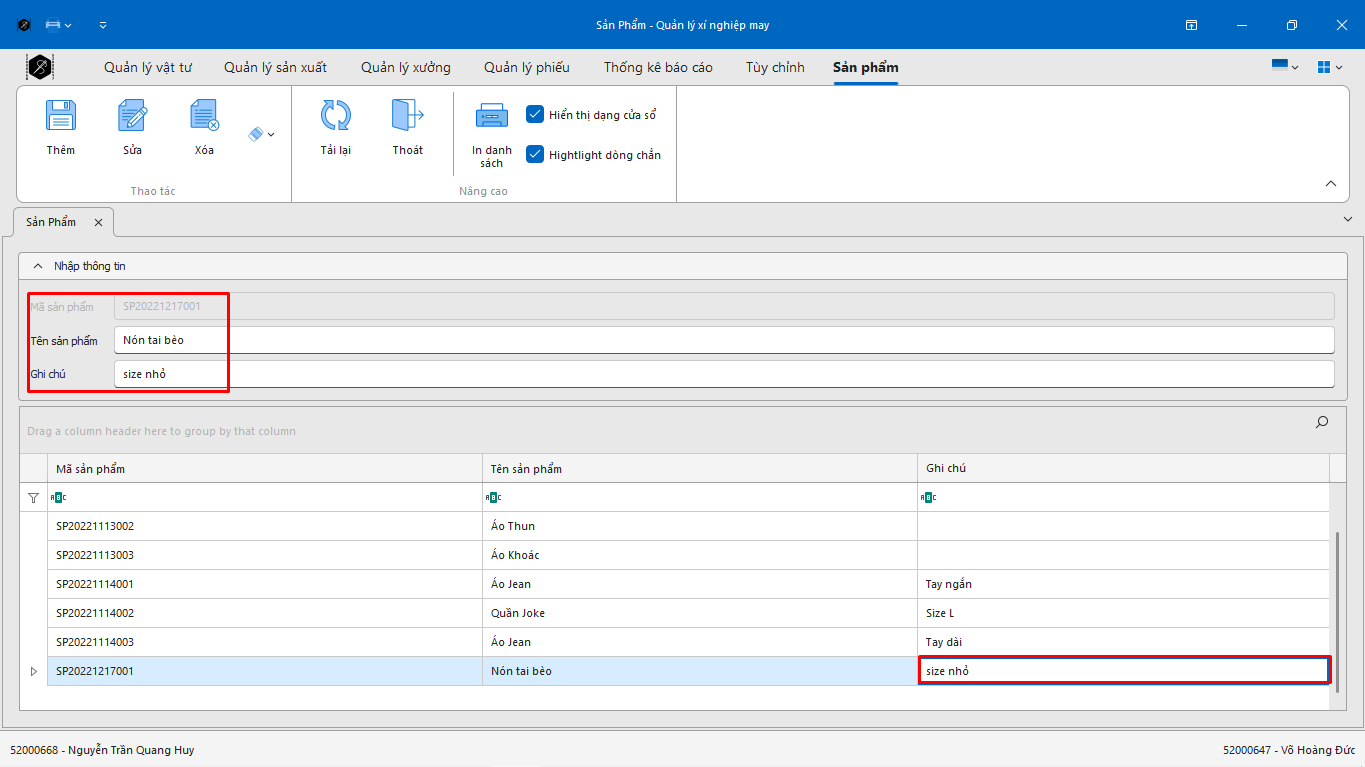 Sản Phẩm - Quản lý xí nghiệp may
Quản lý vật tư Quản lý sản xuất Quản lý xưởng Quản lý phiếu Thống kê báo cáo Tùy chỉnh Sản phẩm
Thêm Sửa Xóa Tải lại Thoát In danh sách
Hiển thị dạng cửa sổ
Hightlight dòng chẵn
Thao tác Nâng cao
Sản Phẩm
Nhập thông tin
Mã sản phẩm SP20221217001
Tên sản phẩm Nón tai bèo
Ghi chú size nhỏ
Drag a column header here to group by that column
Mã sản phẩm Tên sản phẩm Ghi chú
ABC ABC ABC
SP20221113002 Áo Thun
SP20221113003 Áo Khoác
SP20221114001 Áo Jean Tay ngắn
SP20221114002 Quần Joke Size L
SP20221114003 Áo Jean Tay dài
SP20221217001 Nón tai bèo size nhỏ
52000668 - Nguyễn Trần Quang Huy 52000647 - Võ Hoàng Đức